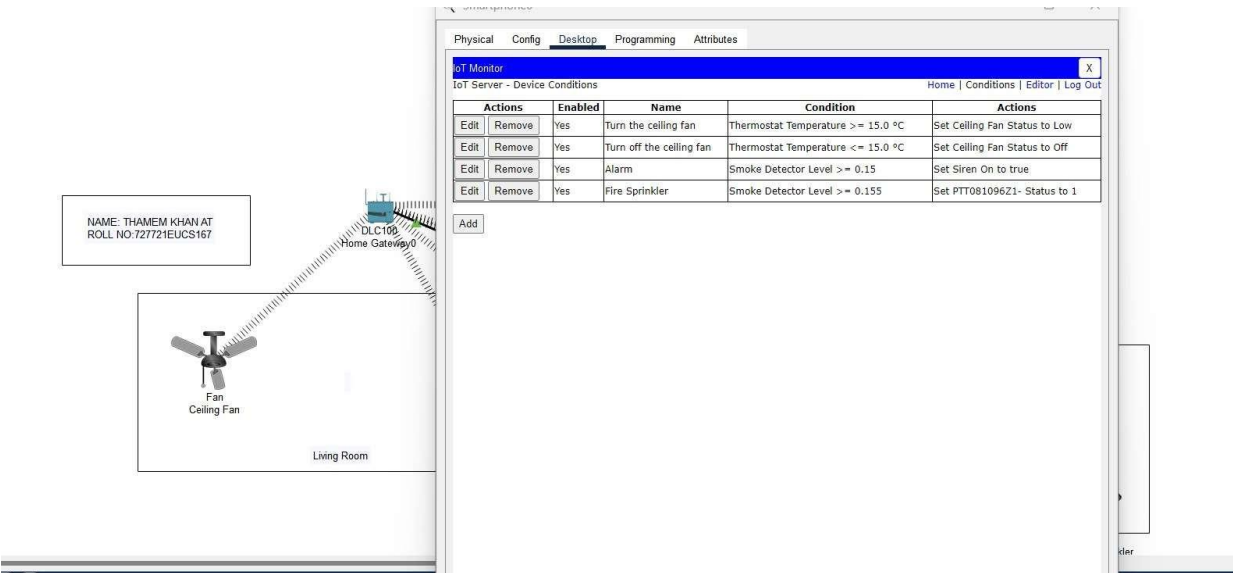 Smartphone0
Physical Config Desktop Programming Attributes
IoT Monitor X
IoT Server - Device Conditions Home | Conditions | Editor | Log Out
Actions Enabled Name Condition Actions
Edit Remove Yes Turn the ceiling fan Thermostat Temperature >= 15.0 °C Set Ceiling Fan Status to Low
Edit Remove Yes Turn off the ceiling fan Thermostat Temperature <= 15.0 °C Set Ceiling Fan Status to Off
Edit Remove Yes Alarm Smoke Detector Level >= 0.15 Set Siren On to true
Edit Remove Yes Fire Sprinkler Smoke Detector Level >= 0.155 Set PTT081096Z1- Status to 1
Add
NAME: THAMEM KHAN AT
ROLL NO:727721EUCS167
DLC100
Home Gateway0
Fan
Ceiling Fan
Living Room